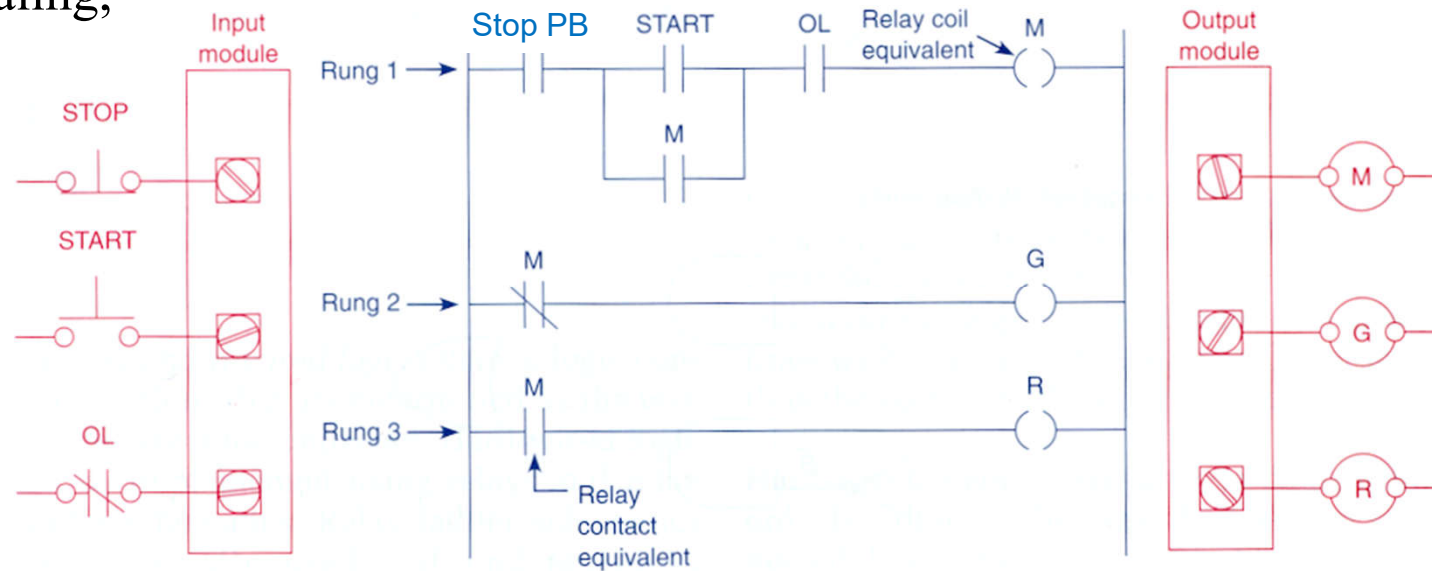 Input
module
STOP
START
OL
Stop PB
START
OL
Relay coil
equivalent
M
Rung 1
M
M
G
Rung 2
M
R
Rung 3
Relay
contact
equivalent
Output
module
M
G
R